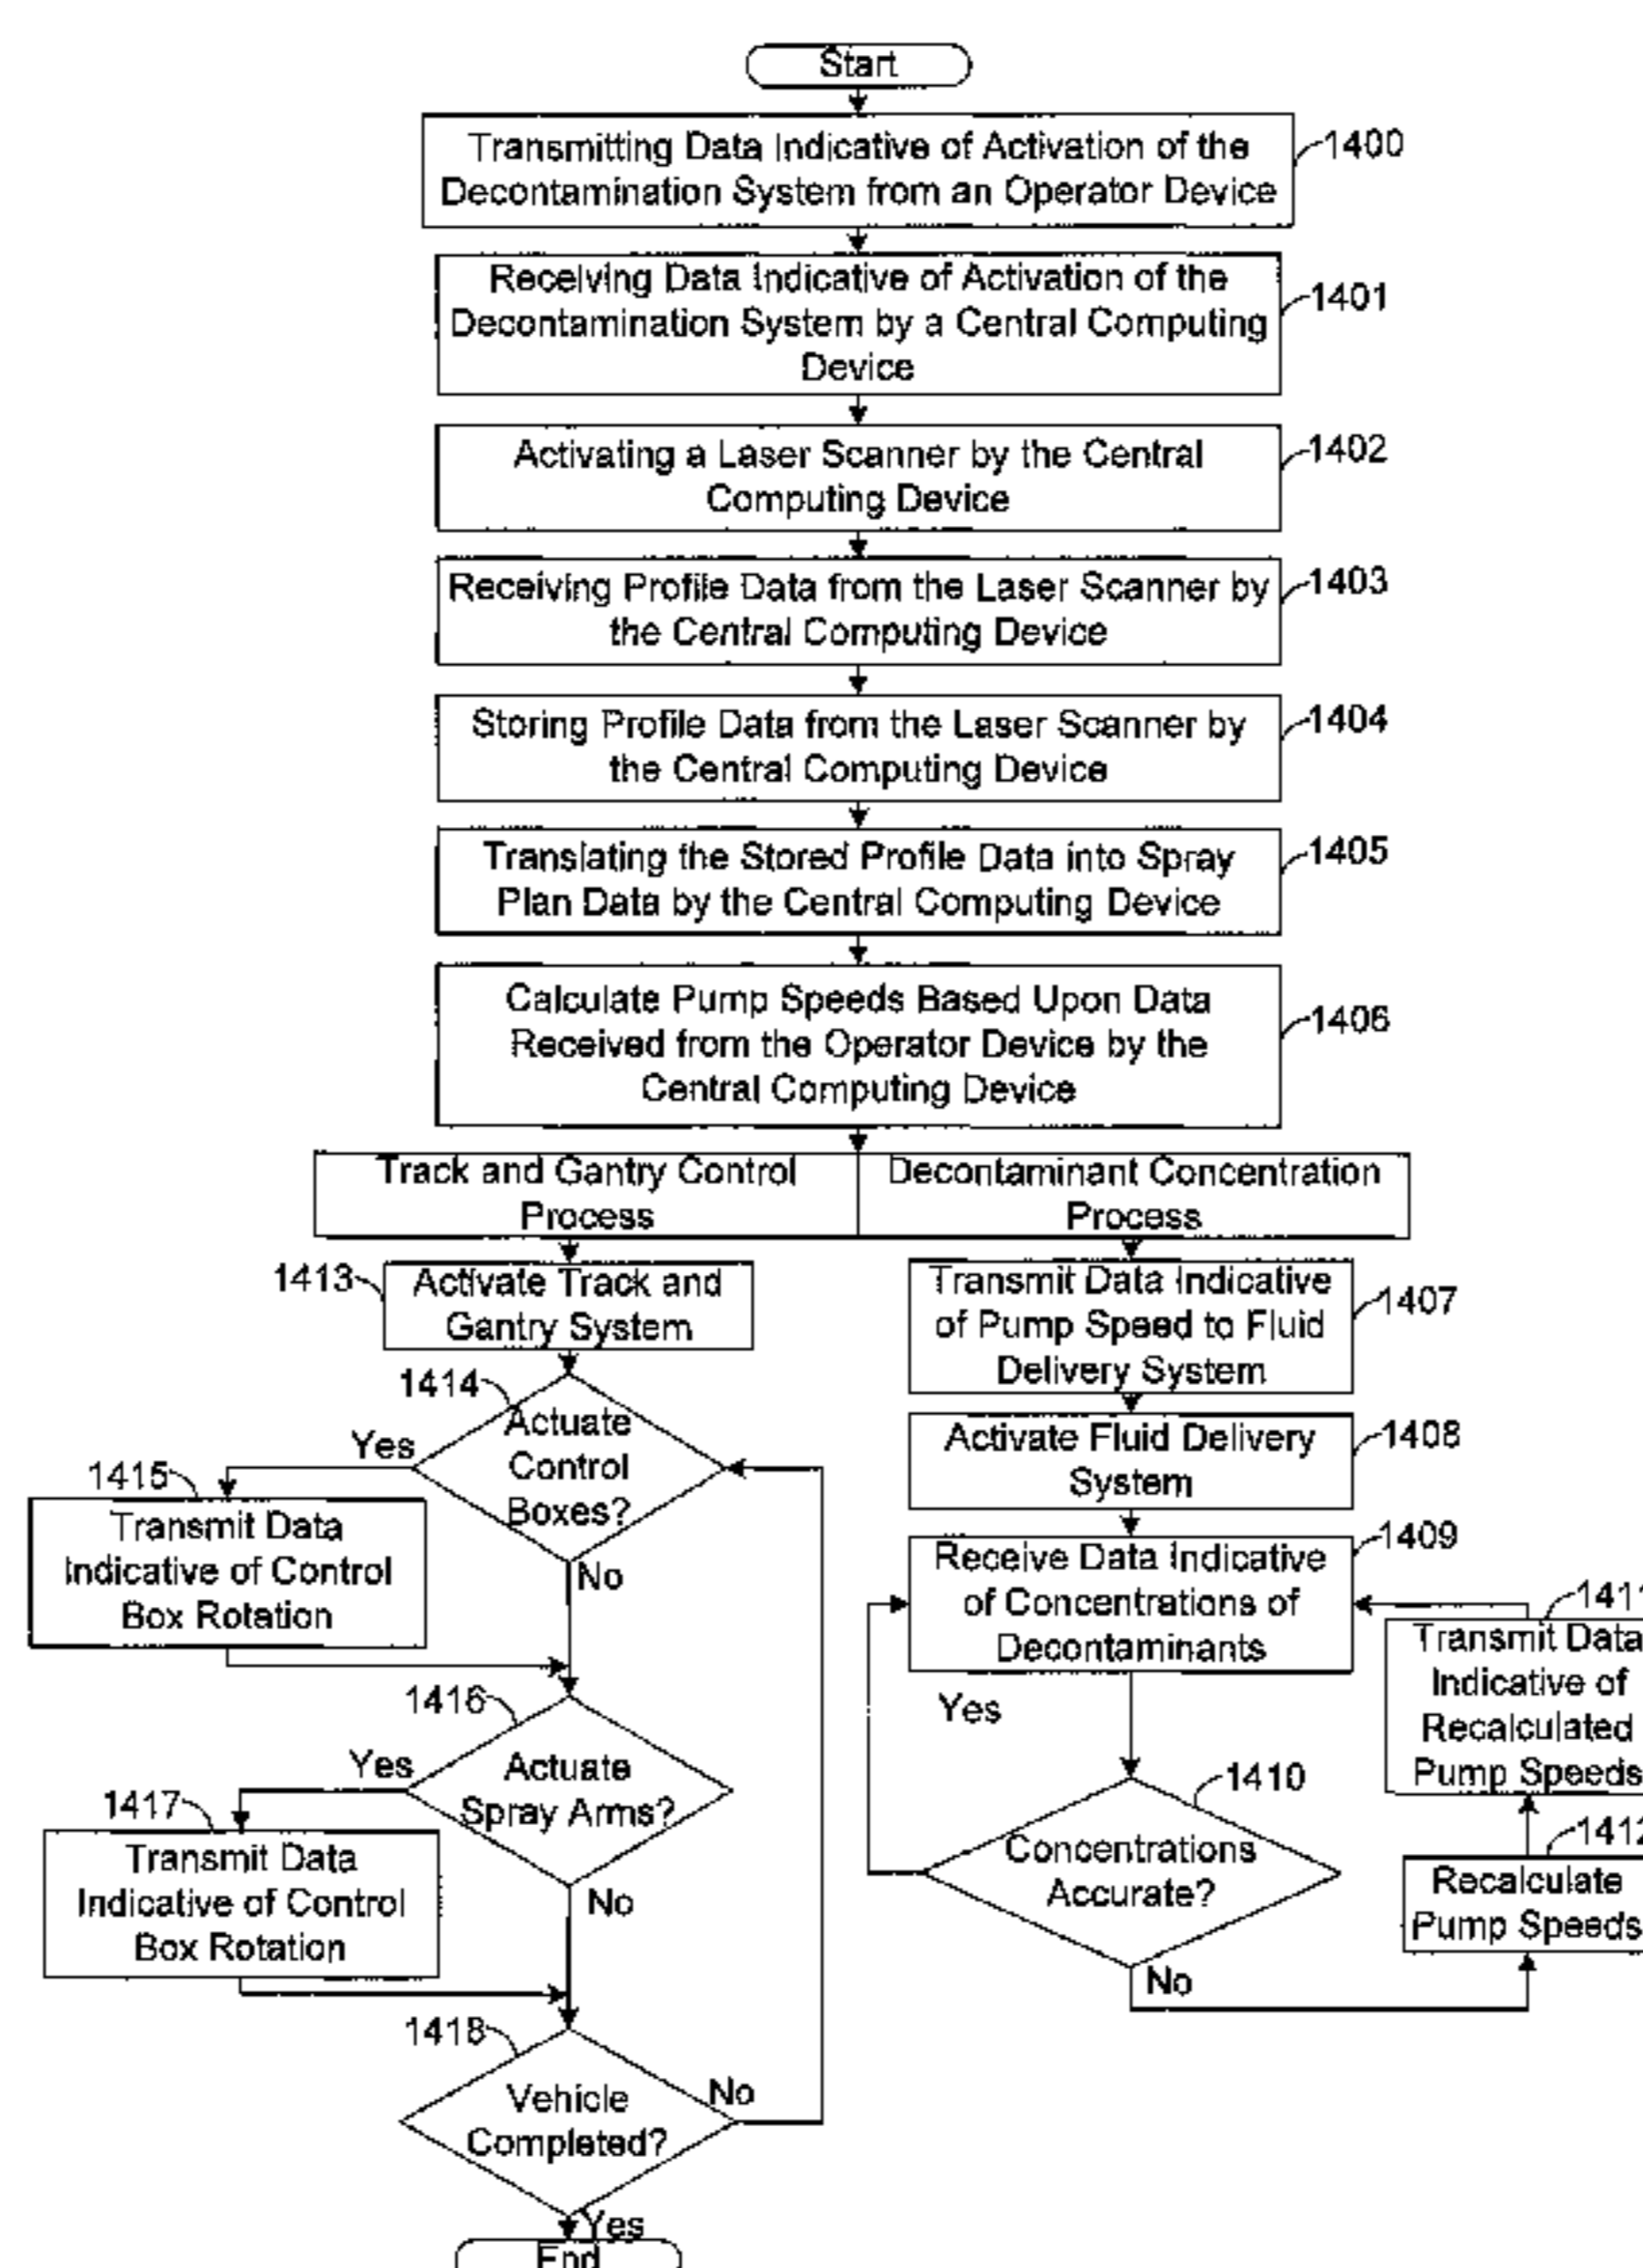 Start
Transmitting Data Indicative of Activation of the
Decontamination System from an Operator Device
1400
Receiving Data Indicative of Activation of the
Decontamination System by a Central Computing
Device
1401
Activating a Laser Scanner by the Central
Computing Device
1402
Receiving Profile Data from the Laser Scanner by
the Central Computing Device
1403
Storing Profile Data from the Laser Scanner by
the Central Computing Device
1404
Translating the Stored Profile Data into Spray
Plan Data by the Central Computing Device
1405
Calculate Pump Speeds Based Upon Data
Received from the Operator Device by the
Central Computing Device
1406
Track and Gantry Control
Process
Decontaminant Concentration
Process
1413
Activate Track and
Gantry System
1414
Actuate
Control
Boxes?
Yes
No
1415
Transmit Data
Indicative of Control
Box Rotation
1416
Actuate
Spray Arms?
Yes
No
1417
Transmit Data
Indicative of Control
Box Rotation
1418
Vehicle
Completed?
No
Yes
End
Transmit Data Indicative
of Pump Speed to Fluid
Delivery System
1407
Activate Fluid Delivery
System
1408
Receive Data Indicative
of Concentrations of
Decontaminants
1409
Yes
1410
Concentrations
Accurate?
No
1411
Transmit Data
Indicative of
Recalculated
Pump Speeds
1412
Recalculate
Pump Speeds